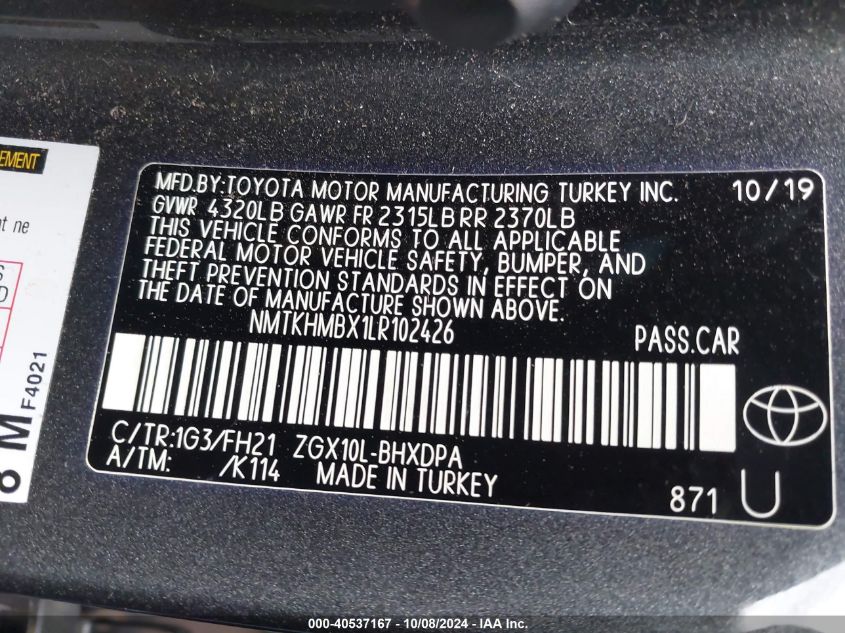 EMENT
t ne
S
D
8 M
F4021
MFD.BY:TOYOTA MOTOR MANUFACTURING TURKEY INC. 10/19
GVWR 4320LB GAWR FR 2315LB RR 2370LB
THIS VEHICLE CONFORMS TO ALL APPLICABLE
FEDERAL MOTOR VEHICLE SAFETY, BUMPER, AND
THEFT PREVENTION STANDARDS IN EFFECT ON
THE DATE OF MANUFACTURE SHOWN ABOVE.
NMTKHMBX1LR102426 PASS.CAR
C/TR:1G3/FH21 ZGX10L-BHXDPA
A/TM: /K114 MADE IN TURKEY
871 U
000-40537167 - 10/08/2024 - IAA Inc.